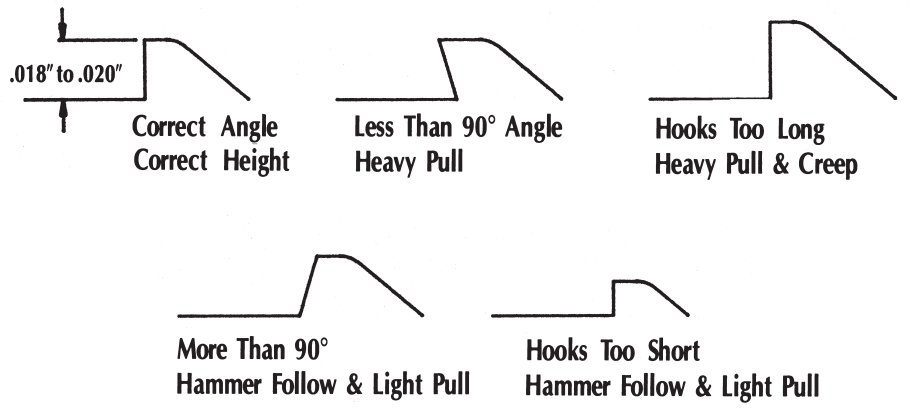 .018" to .020"
Correct Angle
Correct Height
Less Than 90° Angle
Heavy Pull
Hooks Too Long
Heavy Pull & Creep
More Than 90°
Hammer Follow & Light Pull
Hooks Too Short
Hammer Follow & Light Pull